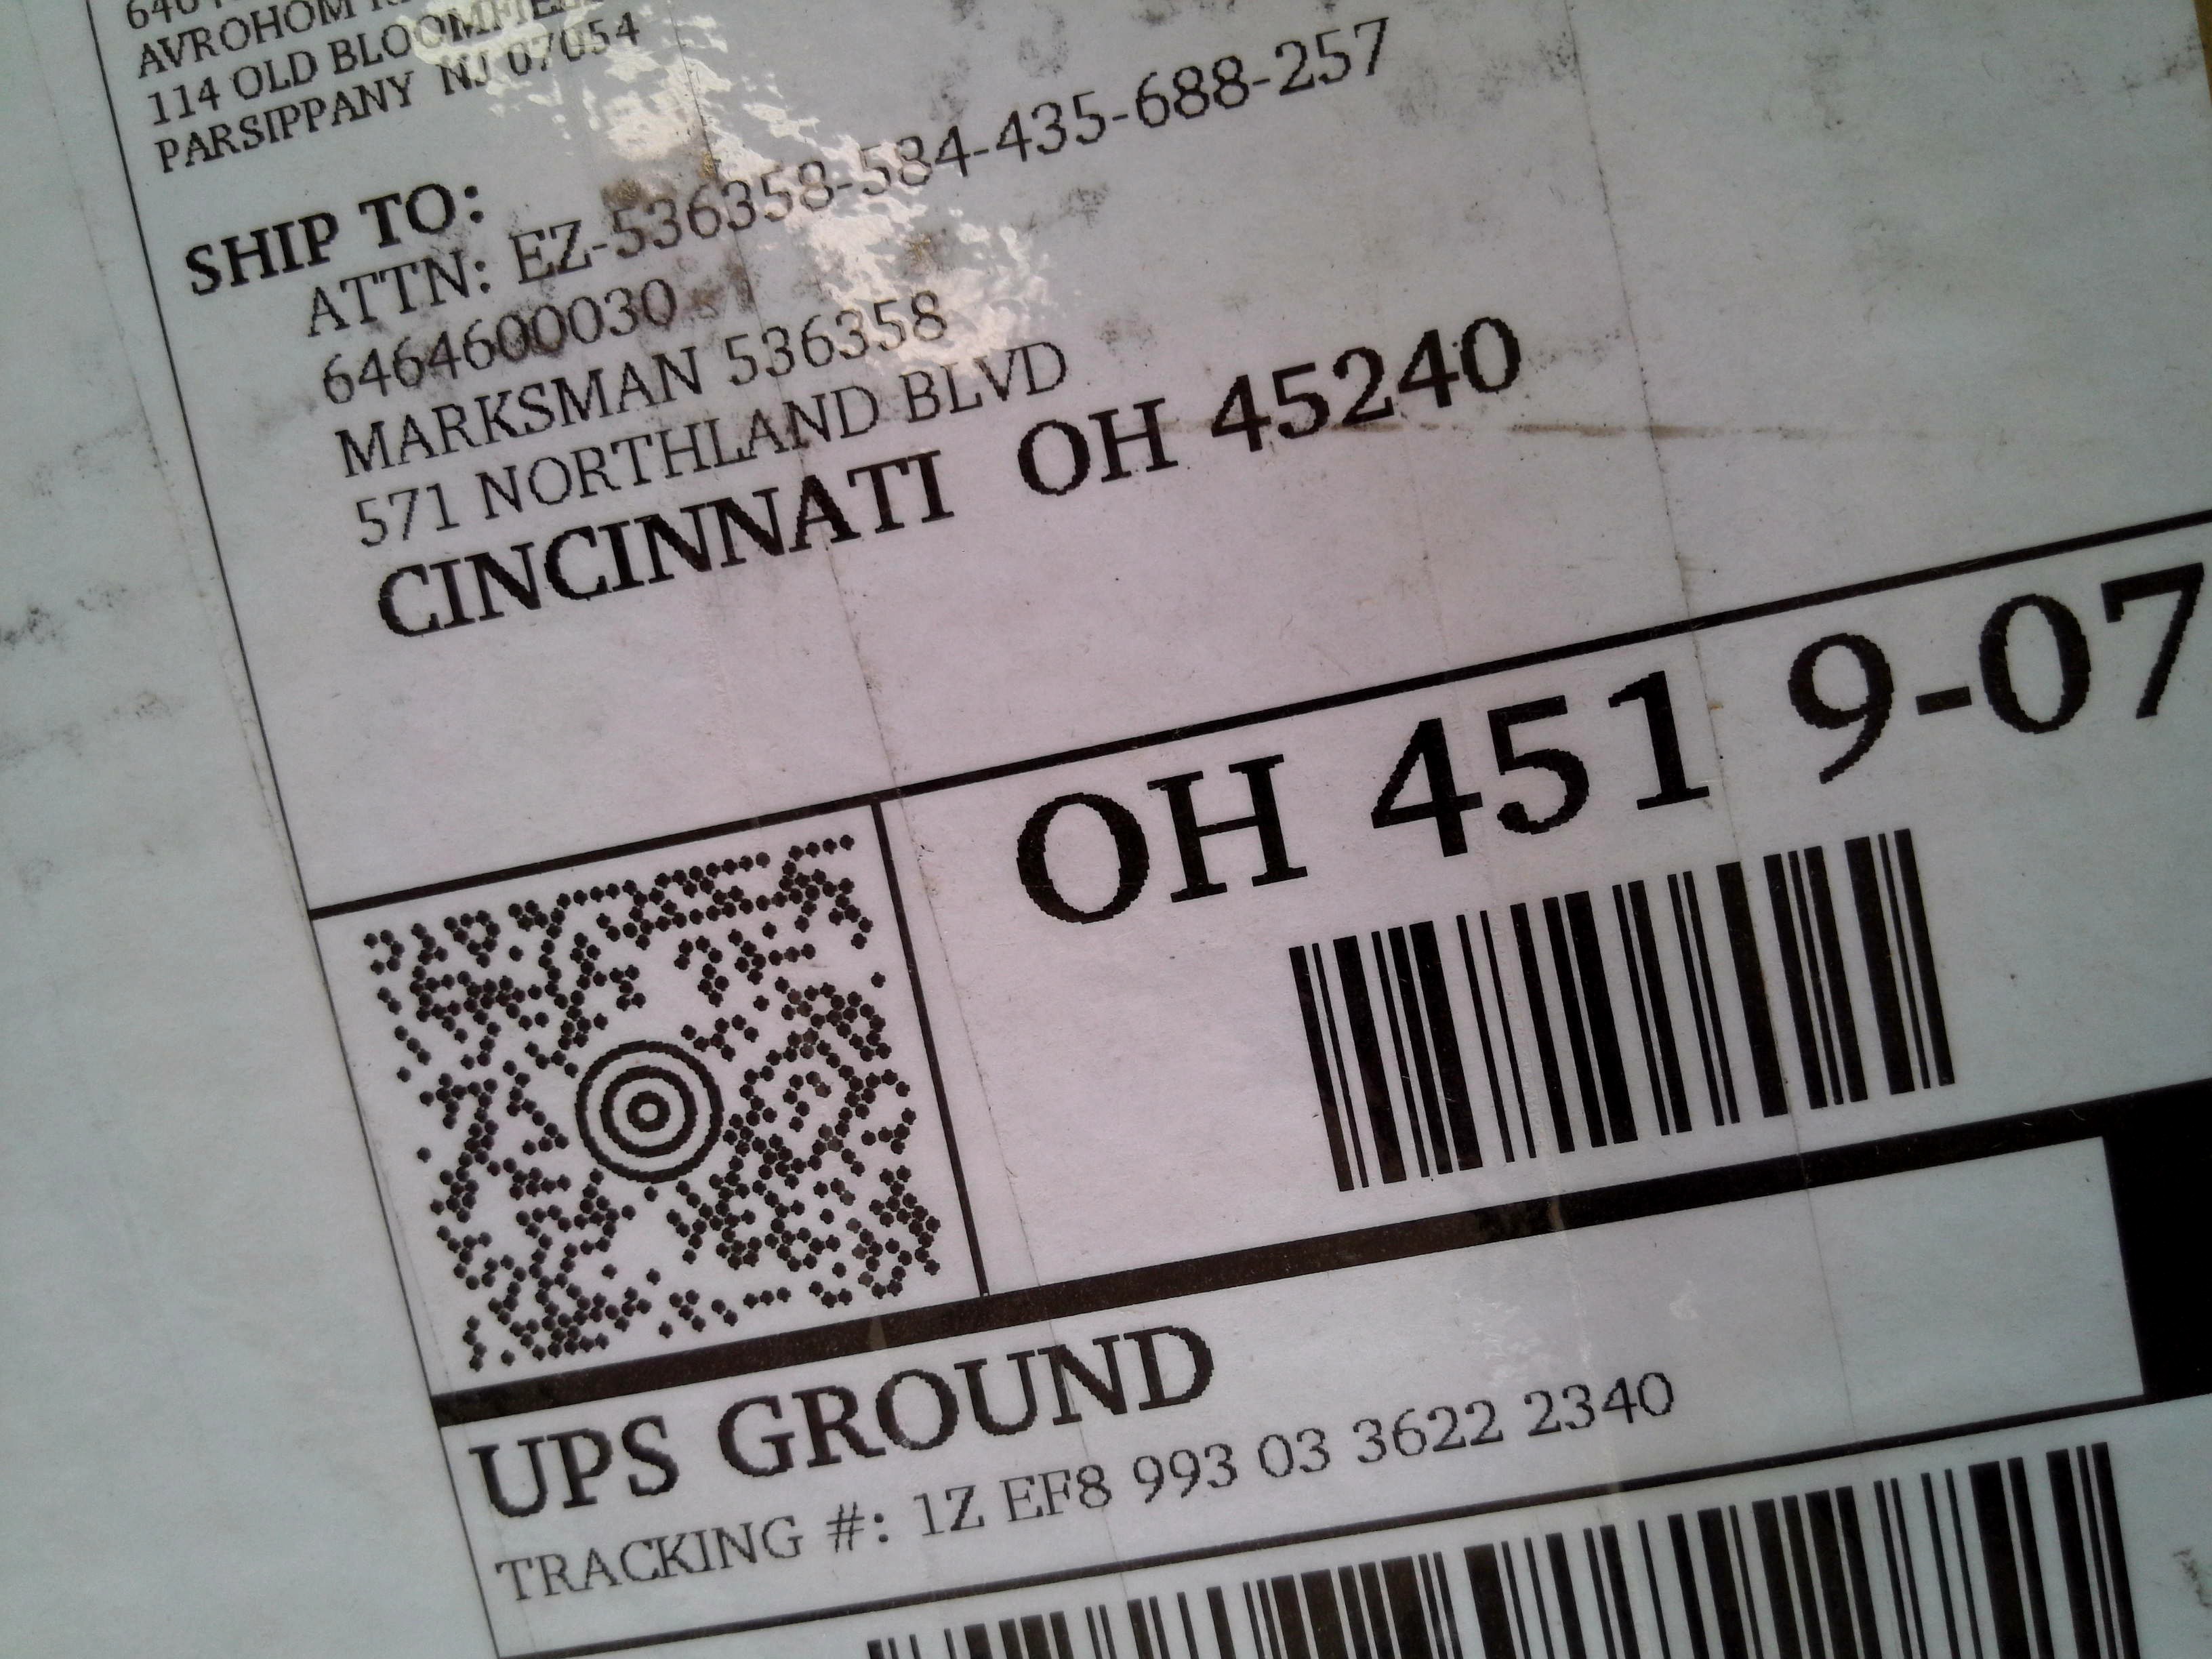 AVROHOM
114 OLD BLOOMFIEL
PARSIPPANY NJ 07054
SHIP TO:
ATTN: EZ-536358-584-435-688-257
6464600030
MARKSMAN 536358
571 NORTHLAND BLVD
CINCINNATI OH 45240
OH 451 9-07
UPS GROUND
TRACKING #: 1Z EF8 993 03 3622 2340